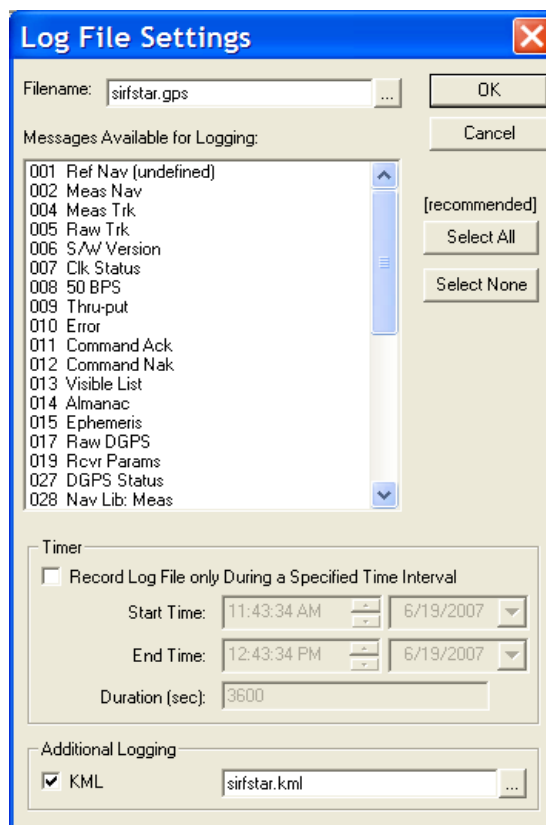 Log File Settings
Filename: sirfstar.gps ...
OK
Cancel
Messages Available for Logging:
001 Ref Nav (undefined)
002 Meas Nav
004 Meas Trk
005 Raw Trk
006 S/W Version
007 Clk Status
008 50 BPS
009 Thru-put
010 Error
011 Command Ack
012 Command Nak
013 Visible List
014 Almanac
015 Ephemeris
017 Raw DGPS
019 Rcvr Params
027 DGPS Status
028 Nav Lib: Meas
[recommended]
Select All
Select None
Timer
Record Log File only During a Specified Time Interval
Start Time: 11:43:34 AM 6/19/2007
End Time: 12:43:34 PM 6/19/2007
Duration (sec): 3600
Additional Logging
KML sirfstar.kml ...